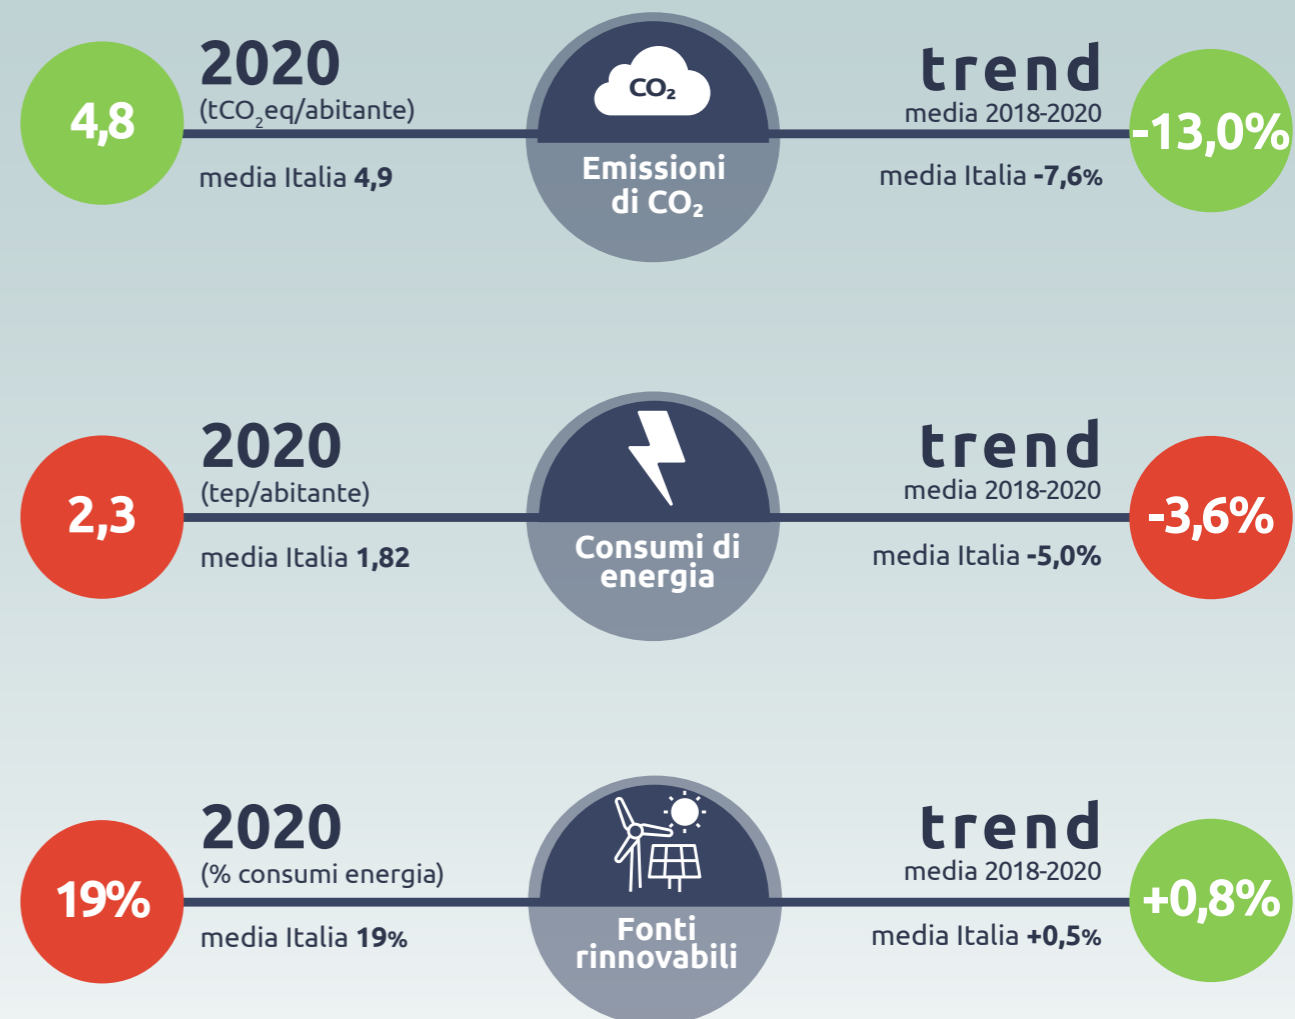 4,8
2020
(tCO₂eq/abitante)
media Italia 4,9
CO₂
Emissioni
di CO₂
trend
media 2018-2020
media Italia -7,6%
-13,0%
2,3
2020
(tep/abitante)
media Italia 1,82
Consumi di
energia
trend
media 2018-2020
media Italia -5,0%
-3,6%
19%
2020
(% consumi energia)
media Italia 19%
Fonti
rinnovabili
trend
media 2018-2020
media Italia +0,5%
+0,8%